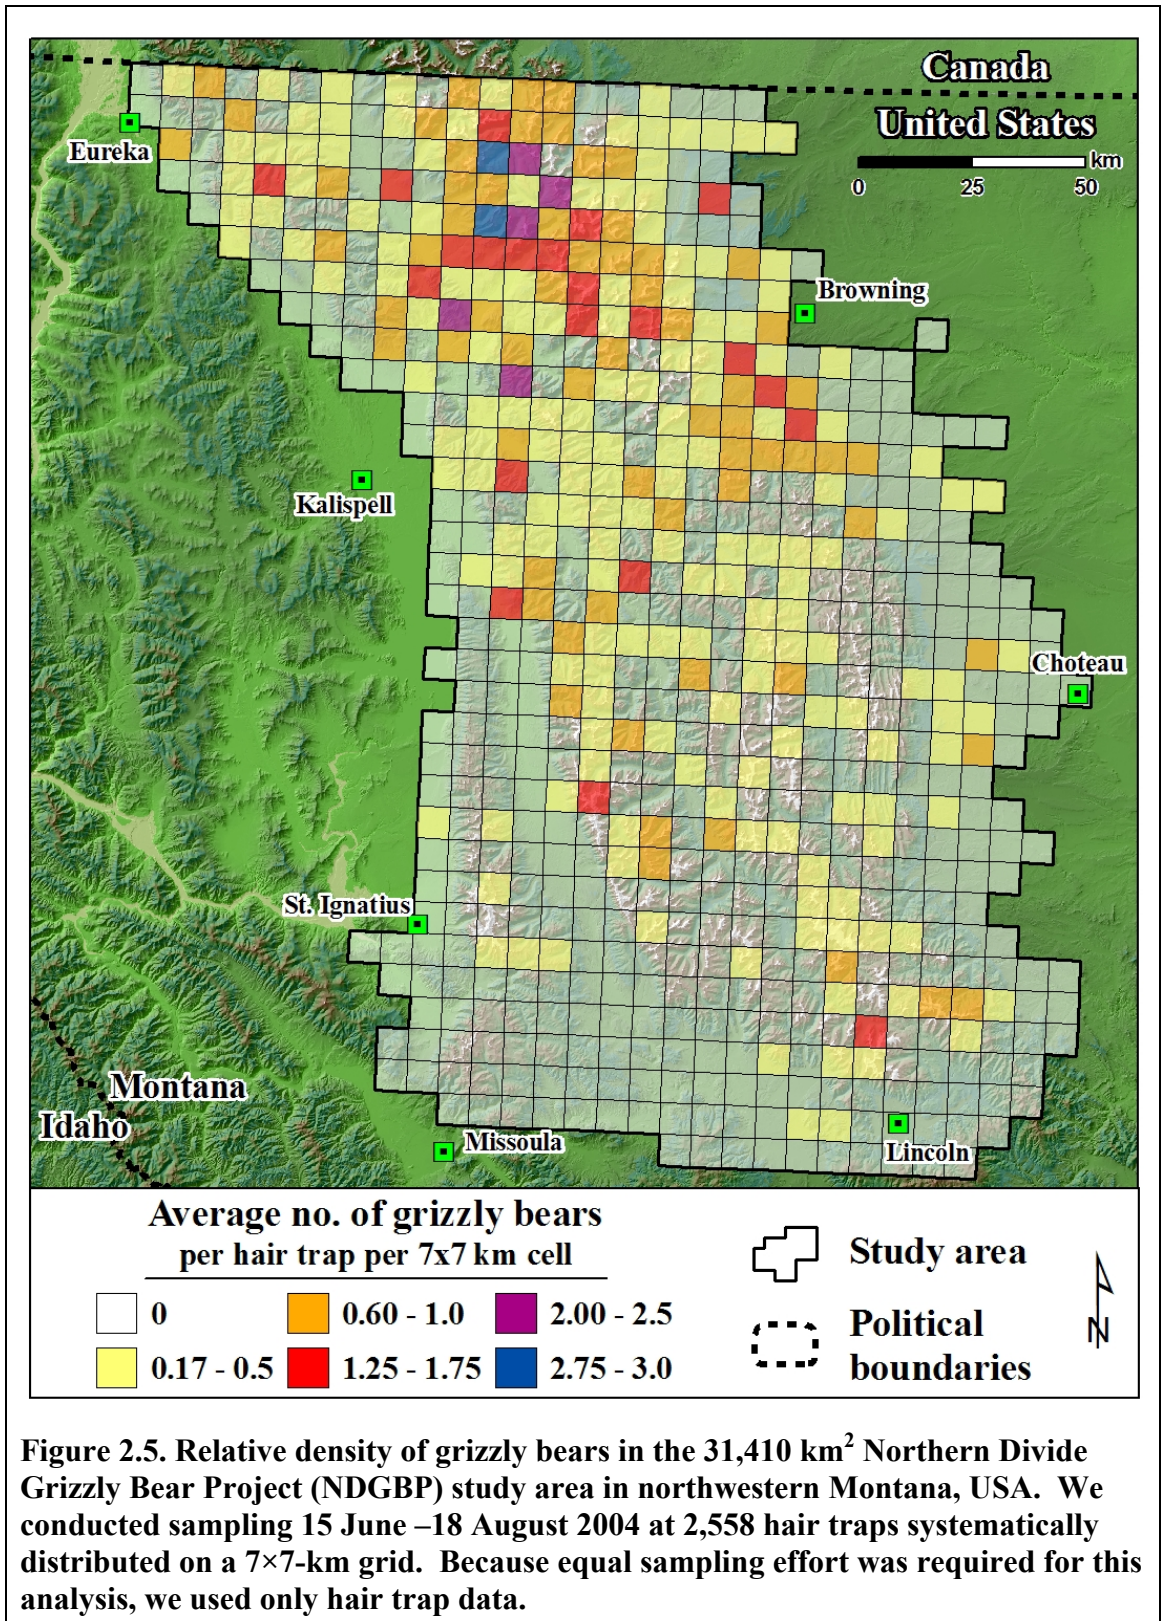 Canada
United States
km
0 25 50
Eureka
Browning
Kalispell
Choteau
St. Ignatius
Montana
Idaho
Missoula
Lincoln
Average no. of grizzly bears
per hair trap per 7x7 km cell
0
0.60 - 1.0
2.00 - 2.5
0.17 - 0.5
1.25 - 1.75
2.75 - 3.0
Study area
Political
boundaries
N
Figure 2.5. Relative density of grizzly bears in the 31,410 km² Northern Divide
Grizzly Bear Project (NDGBP) study area in northwestern Montana, USA.  We
conducted sampling 15 June –18 August 2004 at 2,558 hair traps systematically
distributed on a 7×7-km grid.  Because equal sampling effort was required for this
analysis, we used only hair trap data.